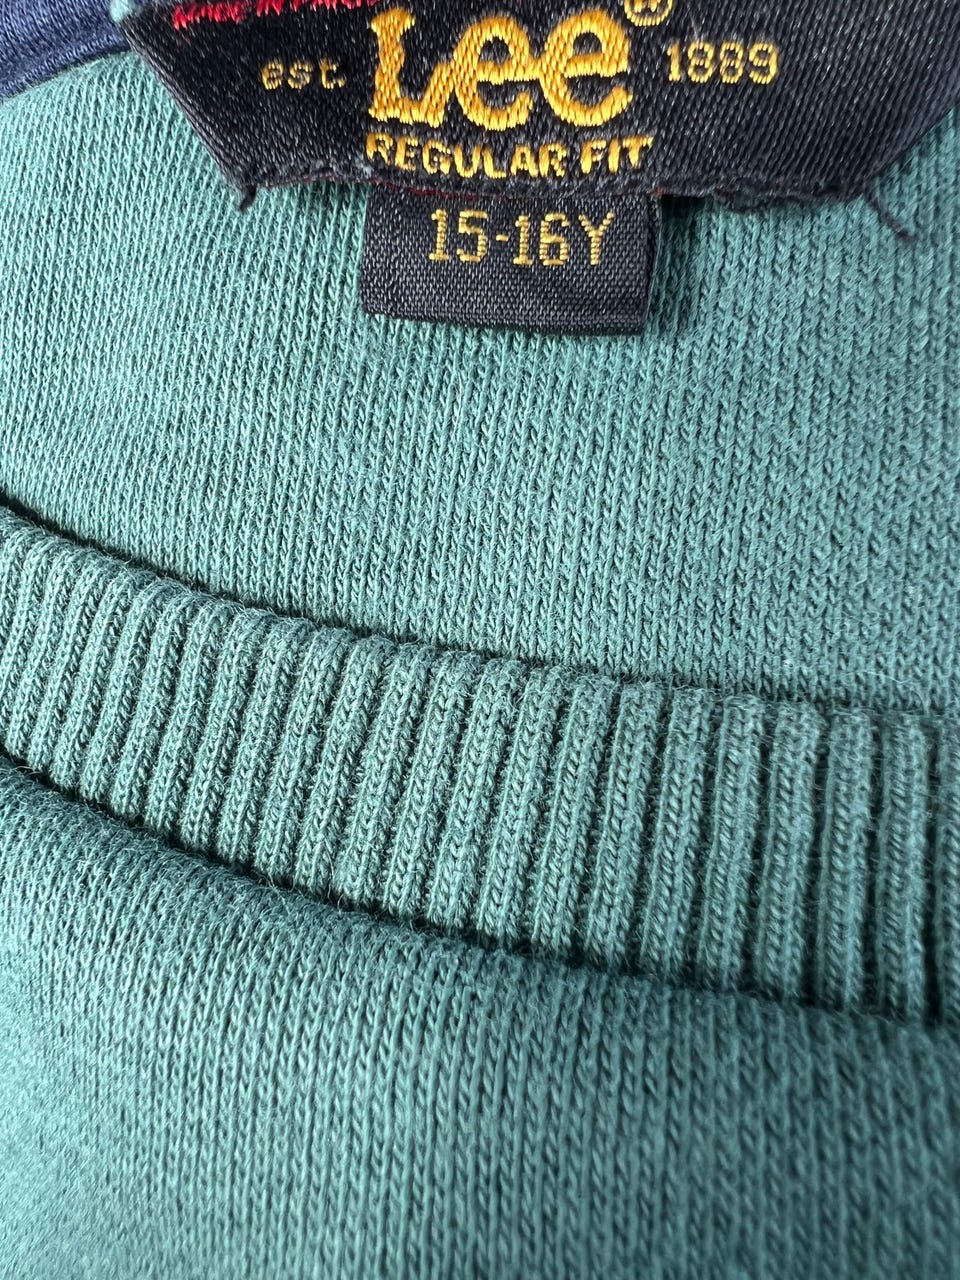 Lee®
est. 1889
REGULAR FIT
15-16Y